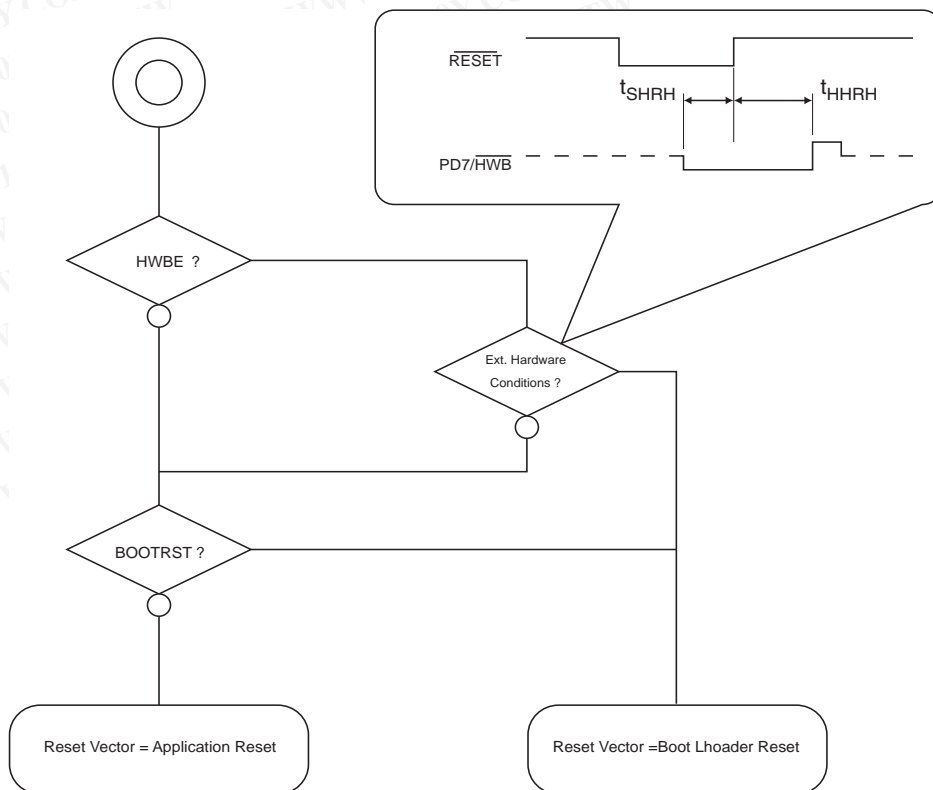 RESET
tSHRH
tHHRH
PD7/HWB
HWBE ?
Ext. Hardware
Conditions ?
BOOTRST ?
Reset Vector = Application Reset
Reset Vector =Boot Lhoader Reset